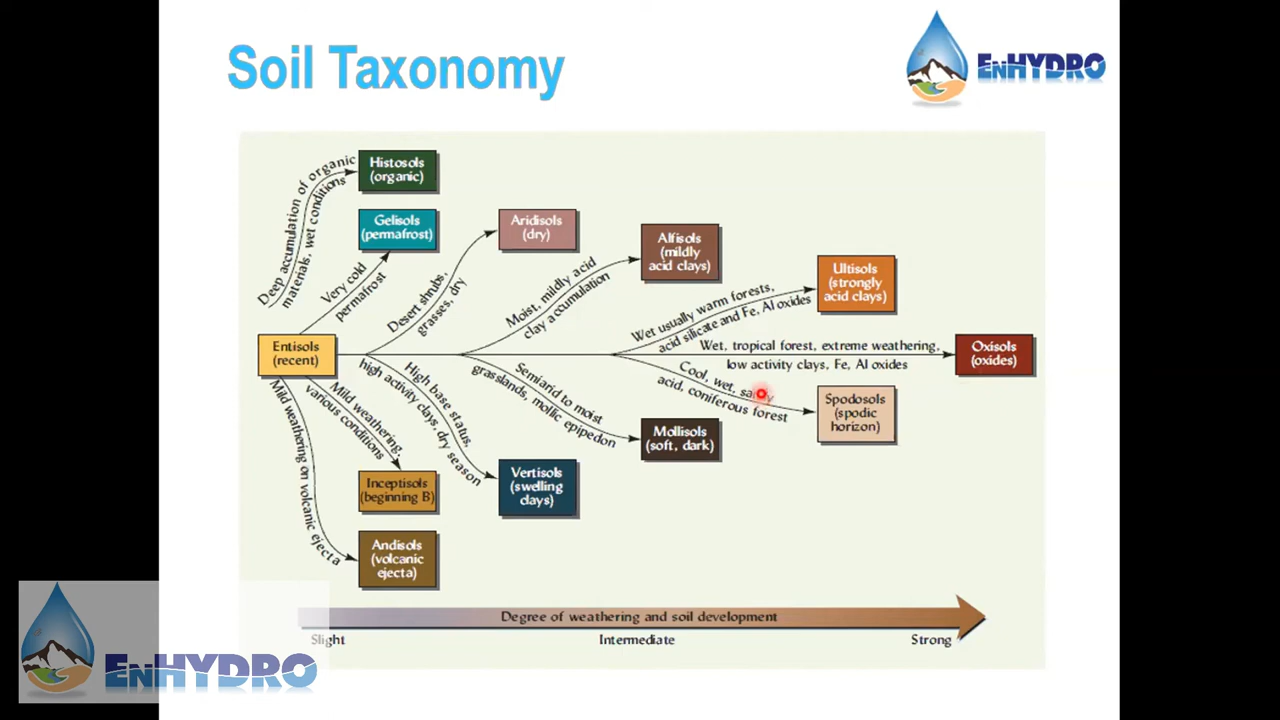 Soil Taxonomy
EnHYDRO
Deep accumulation of organic
materials, wet conditions
Histosols
(organic)
Very cold
permafrost
Gelisols
(permafrost)
Desert shrubs,
grasses, dry
Aridisols
(dry)
Moist, mildly acid
clay accumulation
Alfisols
(mildly
acid clays)
Wet usually warm forests,
acid silicate and Fe, Al oxides
Ultisols
(strongly
acid clays)
Entisols
(recent)
Wet, tropical forest, extreme weathering,
low activity clays, Fe, Al oxides
Oxisols
(oxides)
Cool, wet, sandy
acid, coniferous forest
Spodosols
(spodic
horizon)
Semiarid to moist
grasslands, mollic epipedon
Mollisols
(soft, dark)
High base status,
high activity clays, dry season
Vertisols
(swelling
clays)
Mild weathering,
various conditions
Inceptisols
(beginning B)
Mild weathering on volcanic ejecta
Andisols
(volcanic
ejecta)
Degree of weathering and soil development
Slight
Intermediate
Strong
EnHYDRO